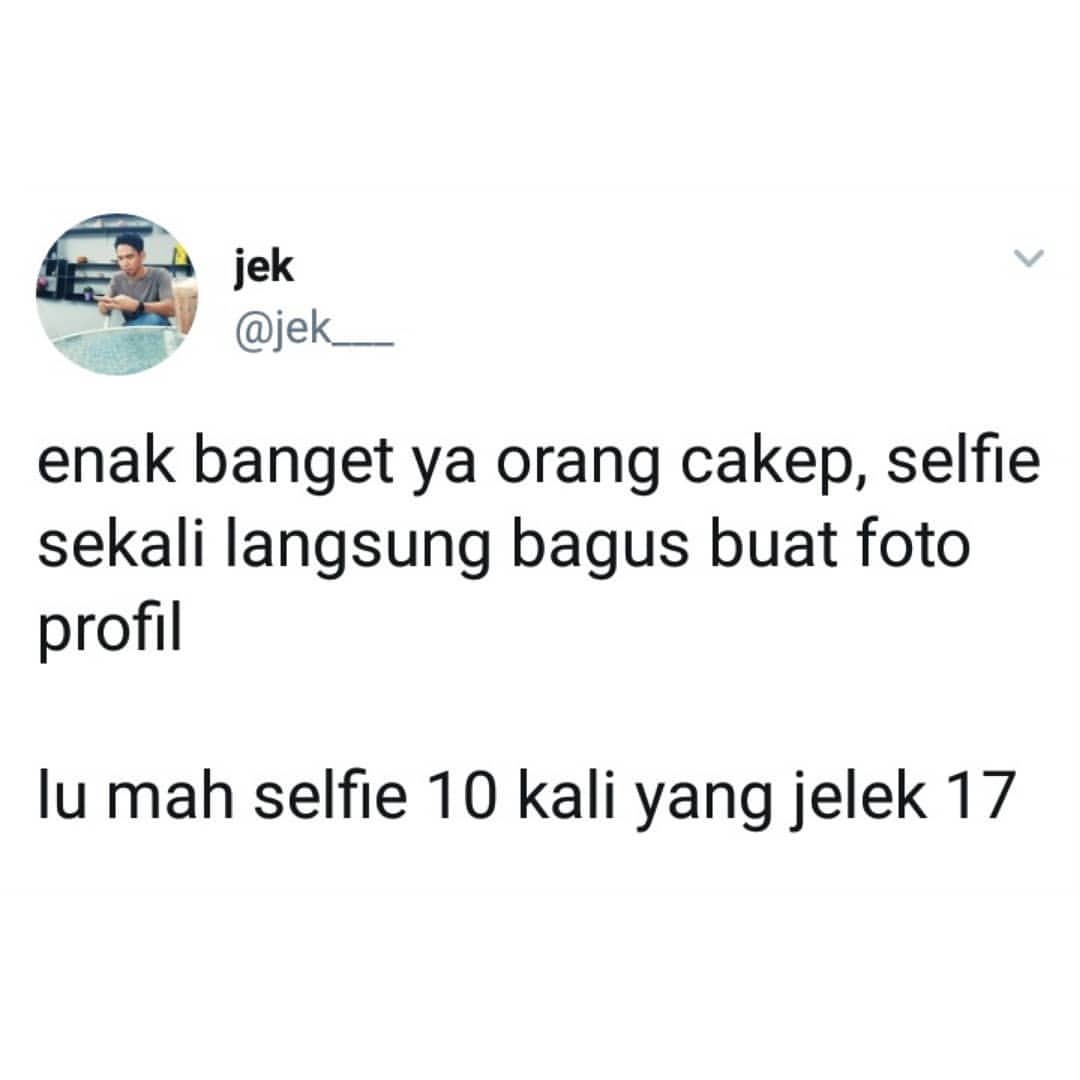 jek
@jek___
enak banget ya orang cakep, selfie
sekali langsung bagus buat foto
profil
lu mah selfie 10 kali yang jelek 17